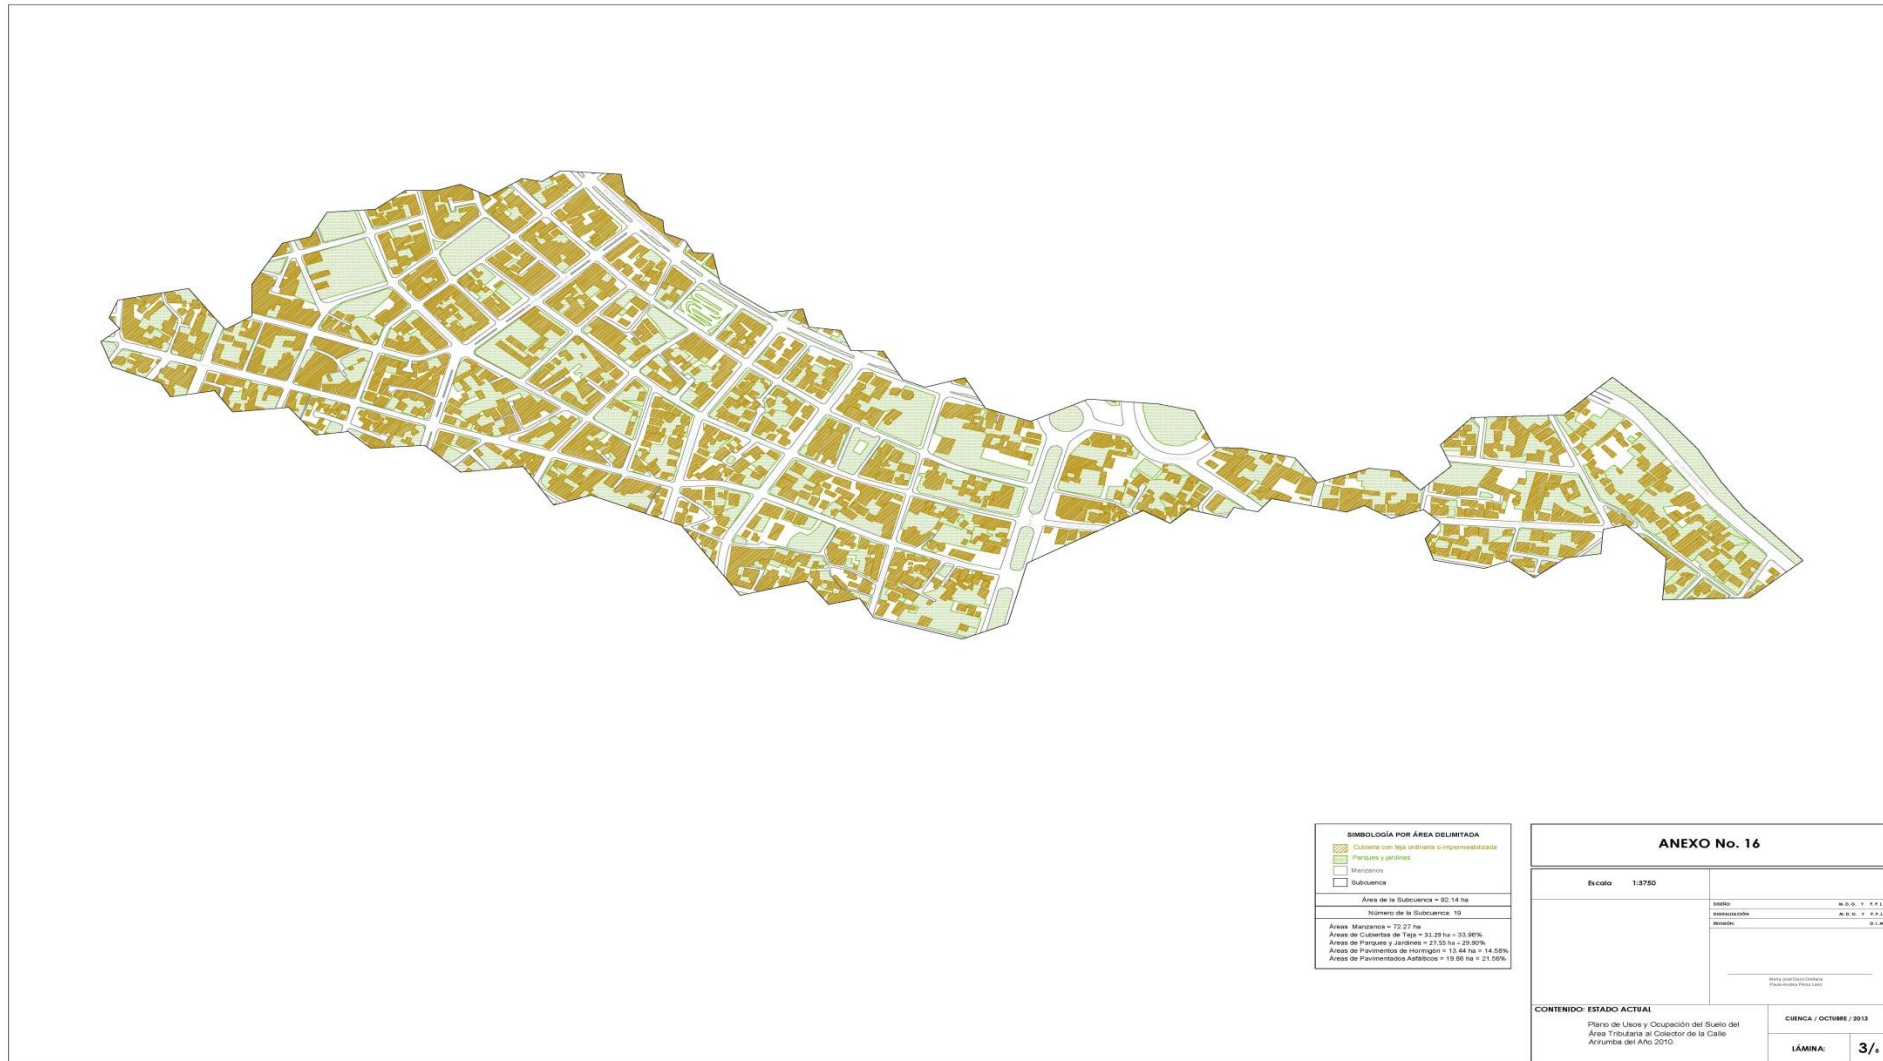 SIMBOLOGÍA POR ÁREA DELIMITADA
Cubierta con teja ordinaria o impermeabilizada
Parques y jardines
Manzanos
Subcuenca
Área de la Subcuenca = 92.14 ha
Número de la Subcuenca: 19
Áreas Manzanos = 72.27 ha
Áreas de Cubiertas de Teja = 31.29 ha = 33.96%
Áreas de Parques y Jardines = 27.55 ha = 29.90%
Áreas de Pavimentos de Hormigón = 13.44 ha = 14.58%
Áreas de Pavimentados Asfálticos = 19.86 ha = 21.56%
ANEXO No. 16
Escala 1:3750
DISEÑO: M. D. O. Y P. P. L
DIGITALIZACIÓN: M. D. O. Y P. P. L
REVISIÓN:
CONTENIDO: ESTADO ACTUAL
Plano de Usos y Ocupación del Suelo del
Área Tributaria al Colector de la Calle
Arirumba del Año 2010.
CUENCA / OCTUBRE / 2013
LÁMINA: 3/